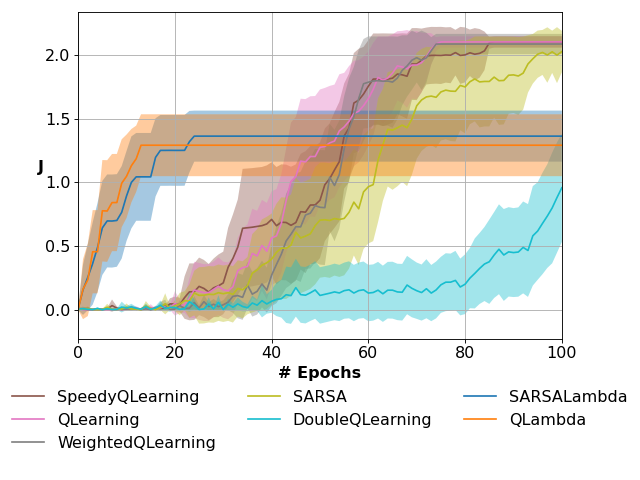 2.0
1.5
1.0
0.5
0.0
J
0 20 40 60 80 100
# Epochs
SpeedyQLearning SARSA SARSALambda
QLearning DoubleQLearning QLambda
WeightedQLearning